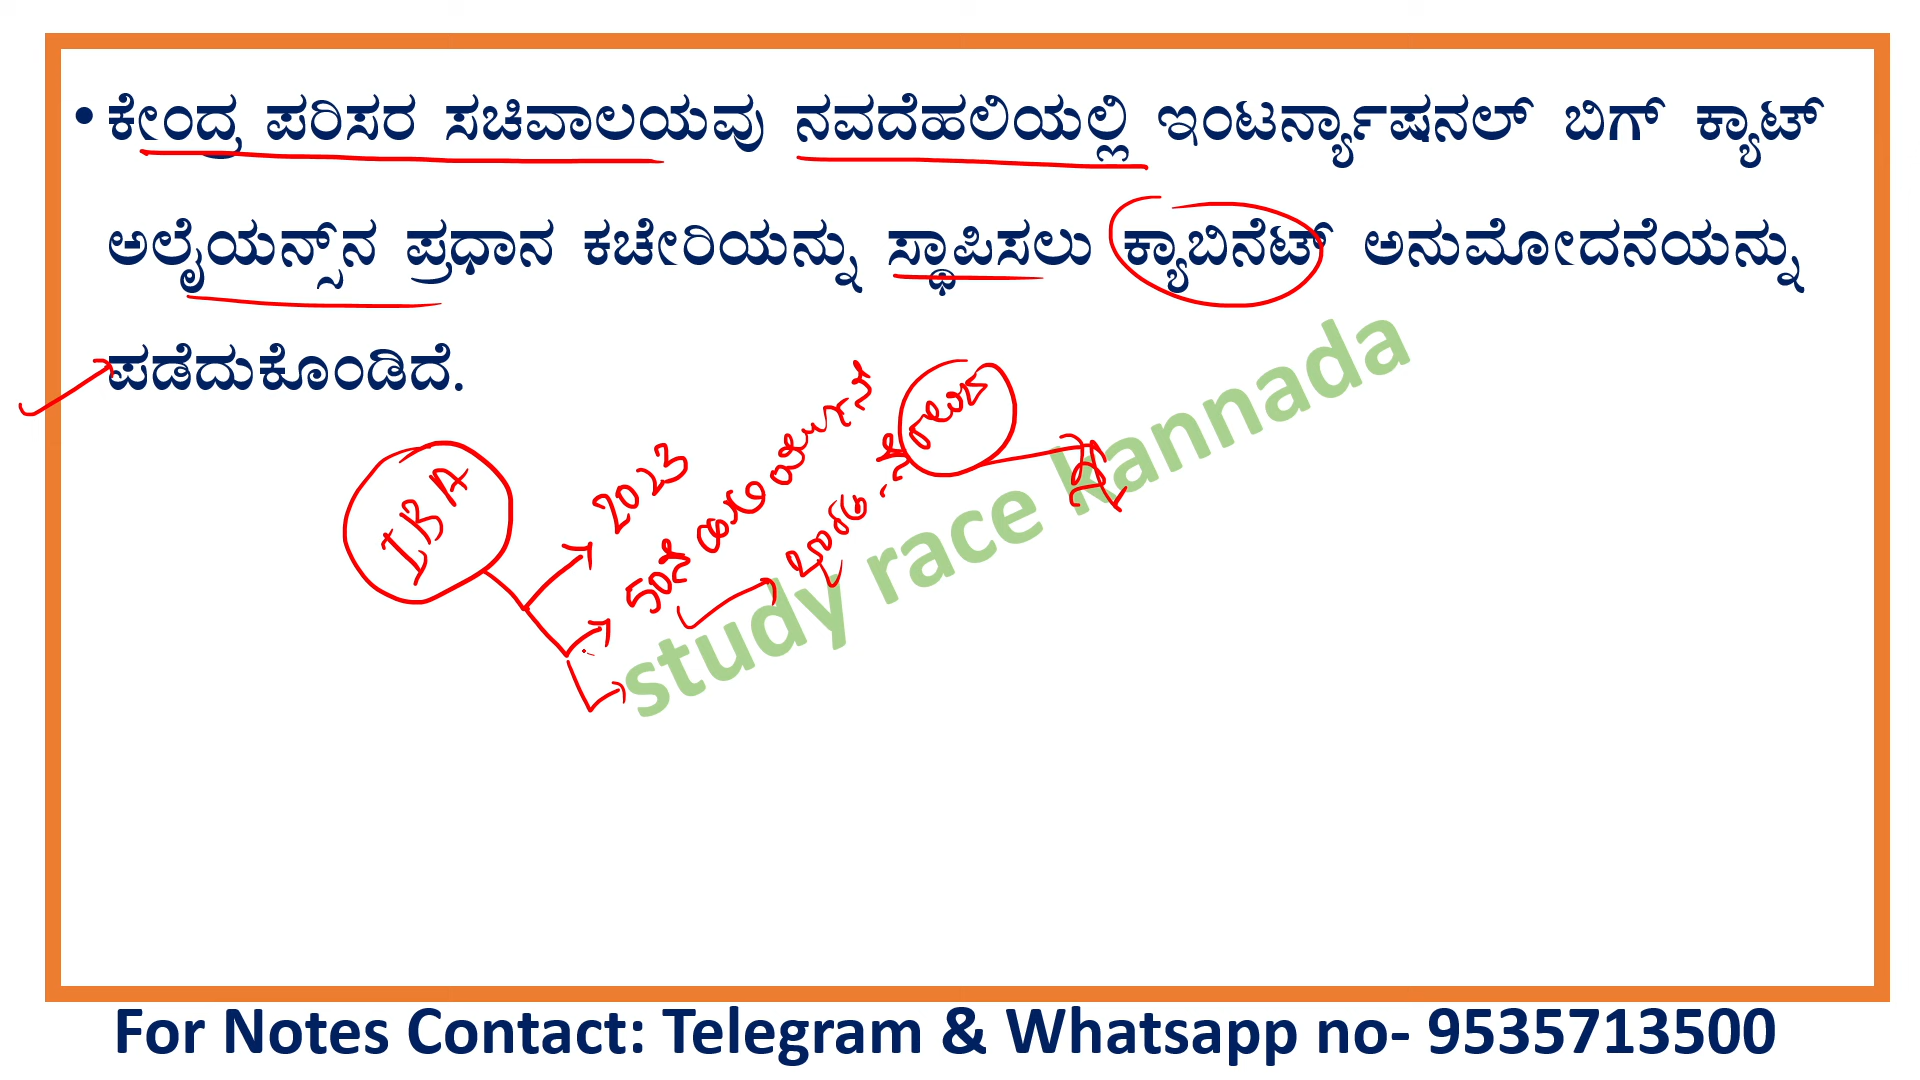 • ಕೇಂದ್ರ ಪರಿಸರ ಸಚಿವಾಲಯವು ನವದೆಹಲಿಯಲ್ಲಿ ಇಂಟರ್ನ್ಯಾಷನಲ್ ಬಿಗ್ ಕ್ಯಾಟ್
ಅಲೈಯನ್ಸ್‌ನ ಪ್ರಧಾನ ಕಚೇರಿಯನ್ನು ಸ್ಥಾಪಿಸಲು ಕ್ಯಾಬಿನೆಟ್ ಅನುಮೋದನೆಯನ್ನು
ಪಡೆದುಕೊಂಡಿದೆ.
IBA
2023
50ನೆ
study race kannada
For Notes Contact: Telegram & Whatsapp no- 9535713500